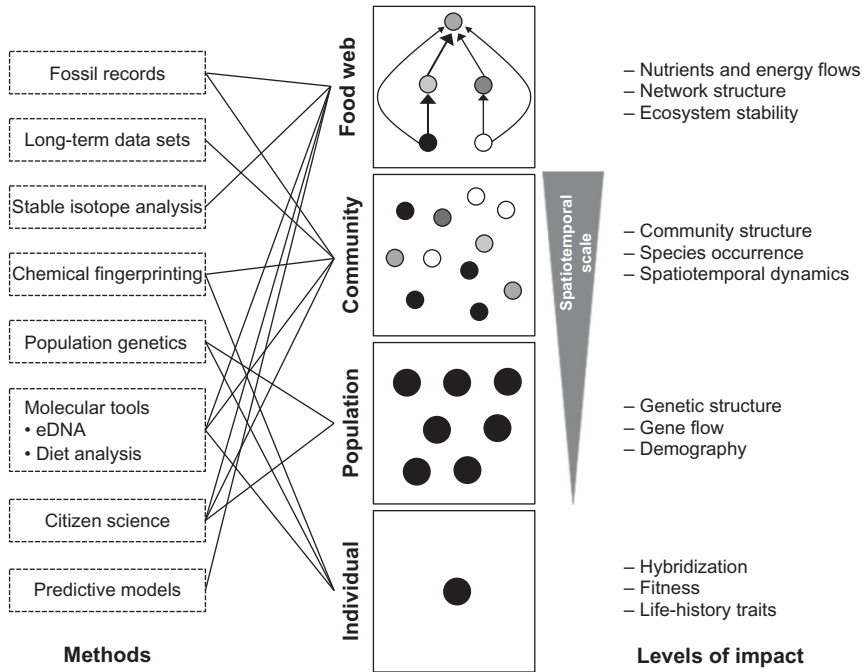 Fossil records
Long-term data sets
Stable isotope analysis
Chemical fingerprinting
Population genetics
Molecular tools
• eDNA
• Diet analysis
Citizen science
Predictive models
Methods
Food web
Community
Population
Individual
Spatiotemporal
scale
– Nutrients and energy flows
– Network structure
– Ecosystem stability
– Community structure
– Species occurrence
– Spatiotemporal dynamics
– Genetic structure
– Gene flow
– Demography
– Hybridization
– Fitness
– Life-history traits
Levels of impact